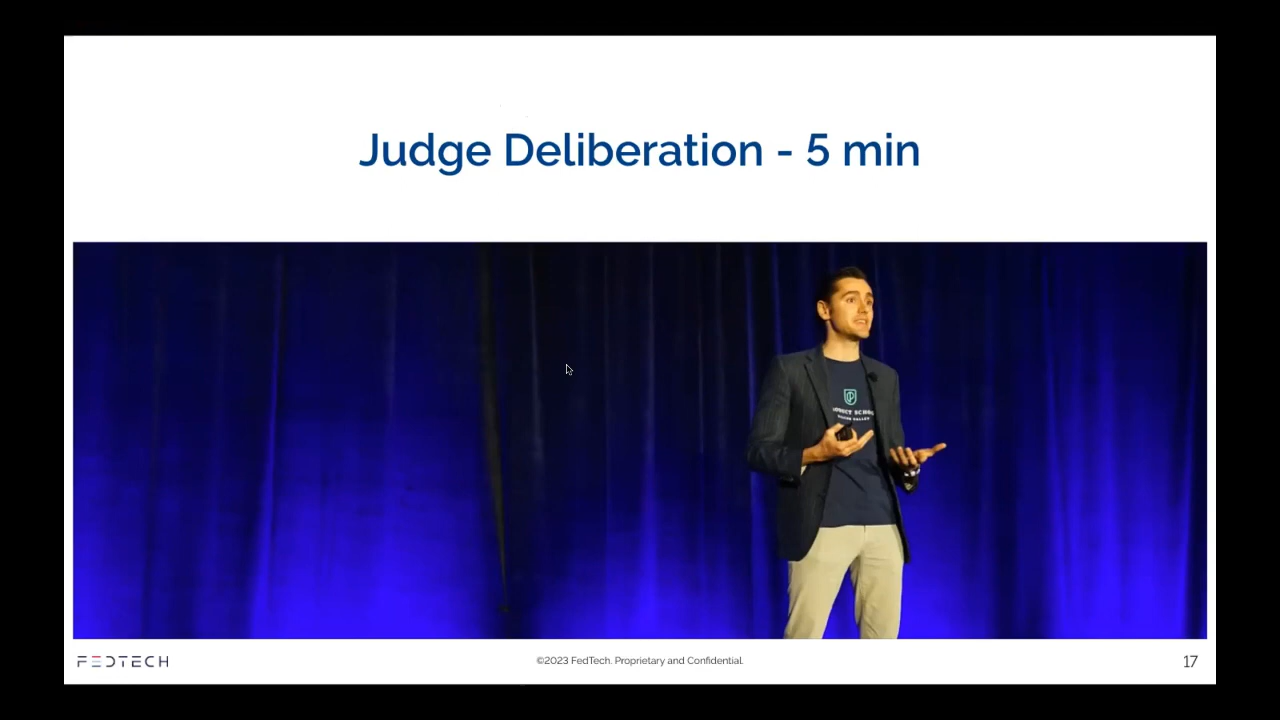 Judge Deliberation - 5 min
FEDTECH
©2023 FedTech. Proprietary and Confidential.
17